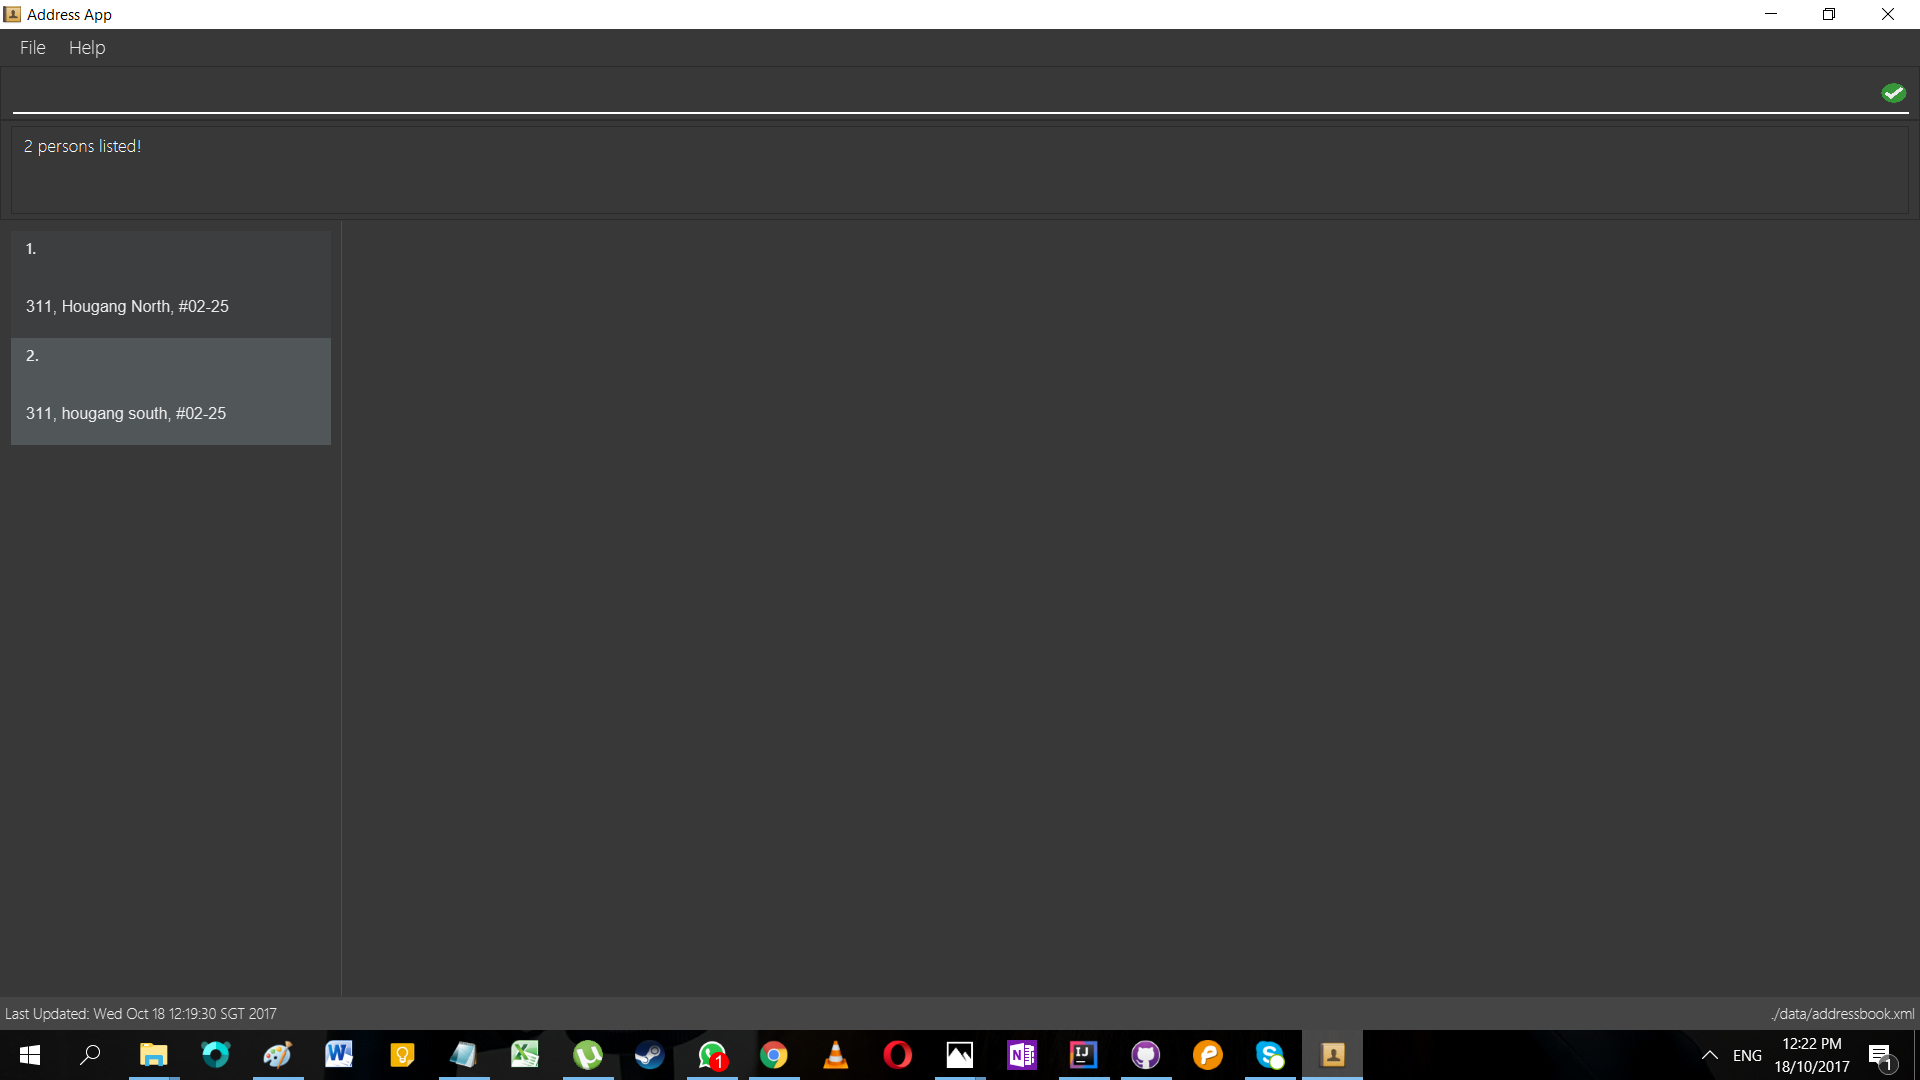 Address App
File Help
2 persons listed!
1.
311, Hougang North, #02-25
2.
311, hougang south, #02-25
Last Updated: Wed Oct 18 12:19:30 SGT 2017
./data/addressbook.xml
1
N
IJ
ENG
12:22 PM
18/10/2017
1